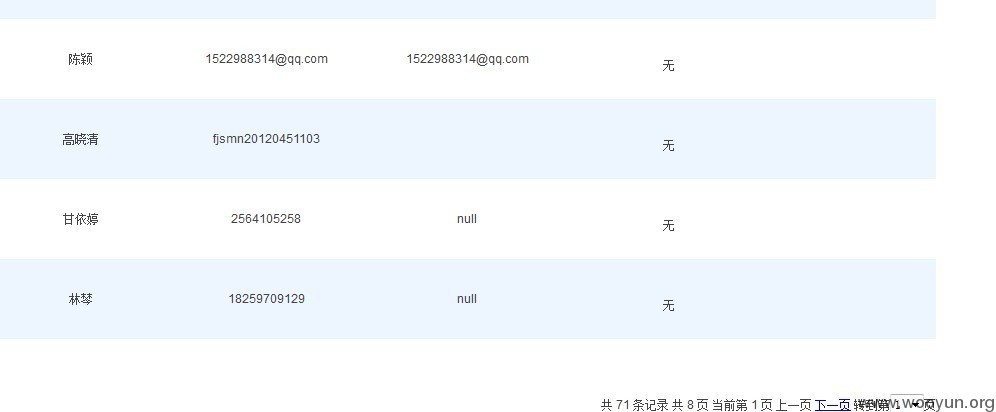 陈颖 1522988314@qq.com 1522988314@qq.com 无
高晓清 fjsmn20120451103 无
甘依婷 2564105258 null 无
林琴 18259709129 null 无
共 71 条记录 共 8 页 当前第 1 页 上一页 下一页 转到第 1 页
www.wooyun.org